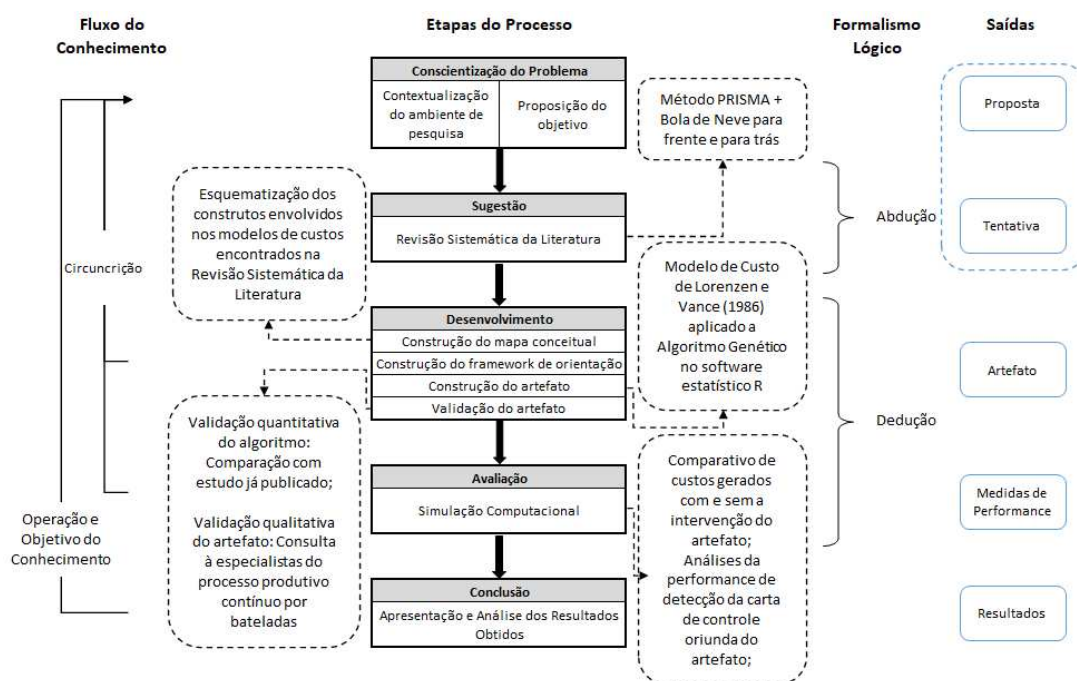 Fluxo do
Conhecimento
Etapas do Processo
Formalismo
Lógico
Saídas
Conscientização do Problema
Contextualização
do ambiente de
pesquisa
Proposição do
objetivo
Método PRISMA +
Bola de Neve para
frente e para trás
Proposta
Esquematização dos
construtos envolvidos
nos modelos de custos
encontrados na
Revisão Sistemática da
Literatura
Sugestão
Revisão Sistemática da Literatura
Abdução
Tentativa
Circuncrição
Modelo de Custo
de Lorenzen e
Vance (1986)
aplicado a
Algoritmo Genético
no software
estatístico R
Desenvolvimento
Construção do mapa conceitual
Construção do framework de orientação
Construção do artefato
Validação do artefato
Artefato
Dedução
Validação quantitativa
do algoritmo:
Comparação com
estudo já publicado;
Validação qualitativa
do artefato: Consulta
à especialistas do
processo produtivo
contínuo por
bateladas
Avaliação
Simulação Computacional
Comparativo de
custos gerados
com e sem a
intervenção do
artefato;
Análises da
performance de
detecção da carta
de controle
oriunda do
artefato;
Medidas de
Performance
Operação e
Objetivo do
Conhecimento
Conclusão
Apresentação e Análise dos Resultados
Obtidos
Resultados